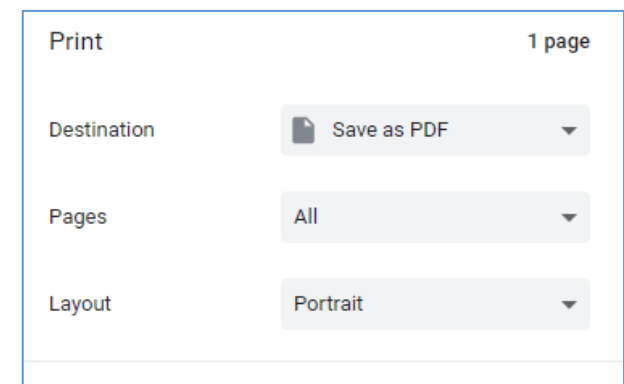 Print 1 page
Destination Save as PDF
Pages All
Layout Portrait